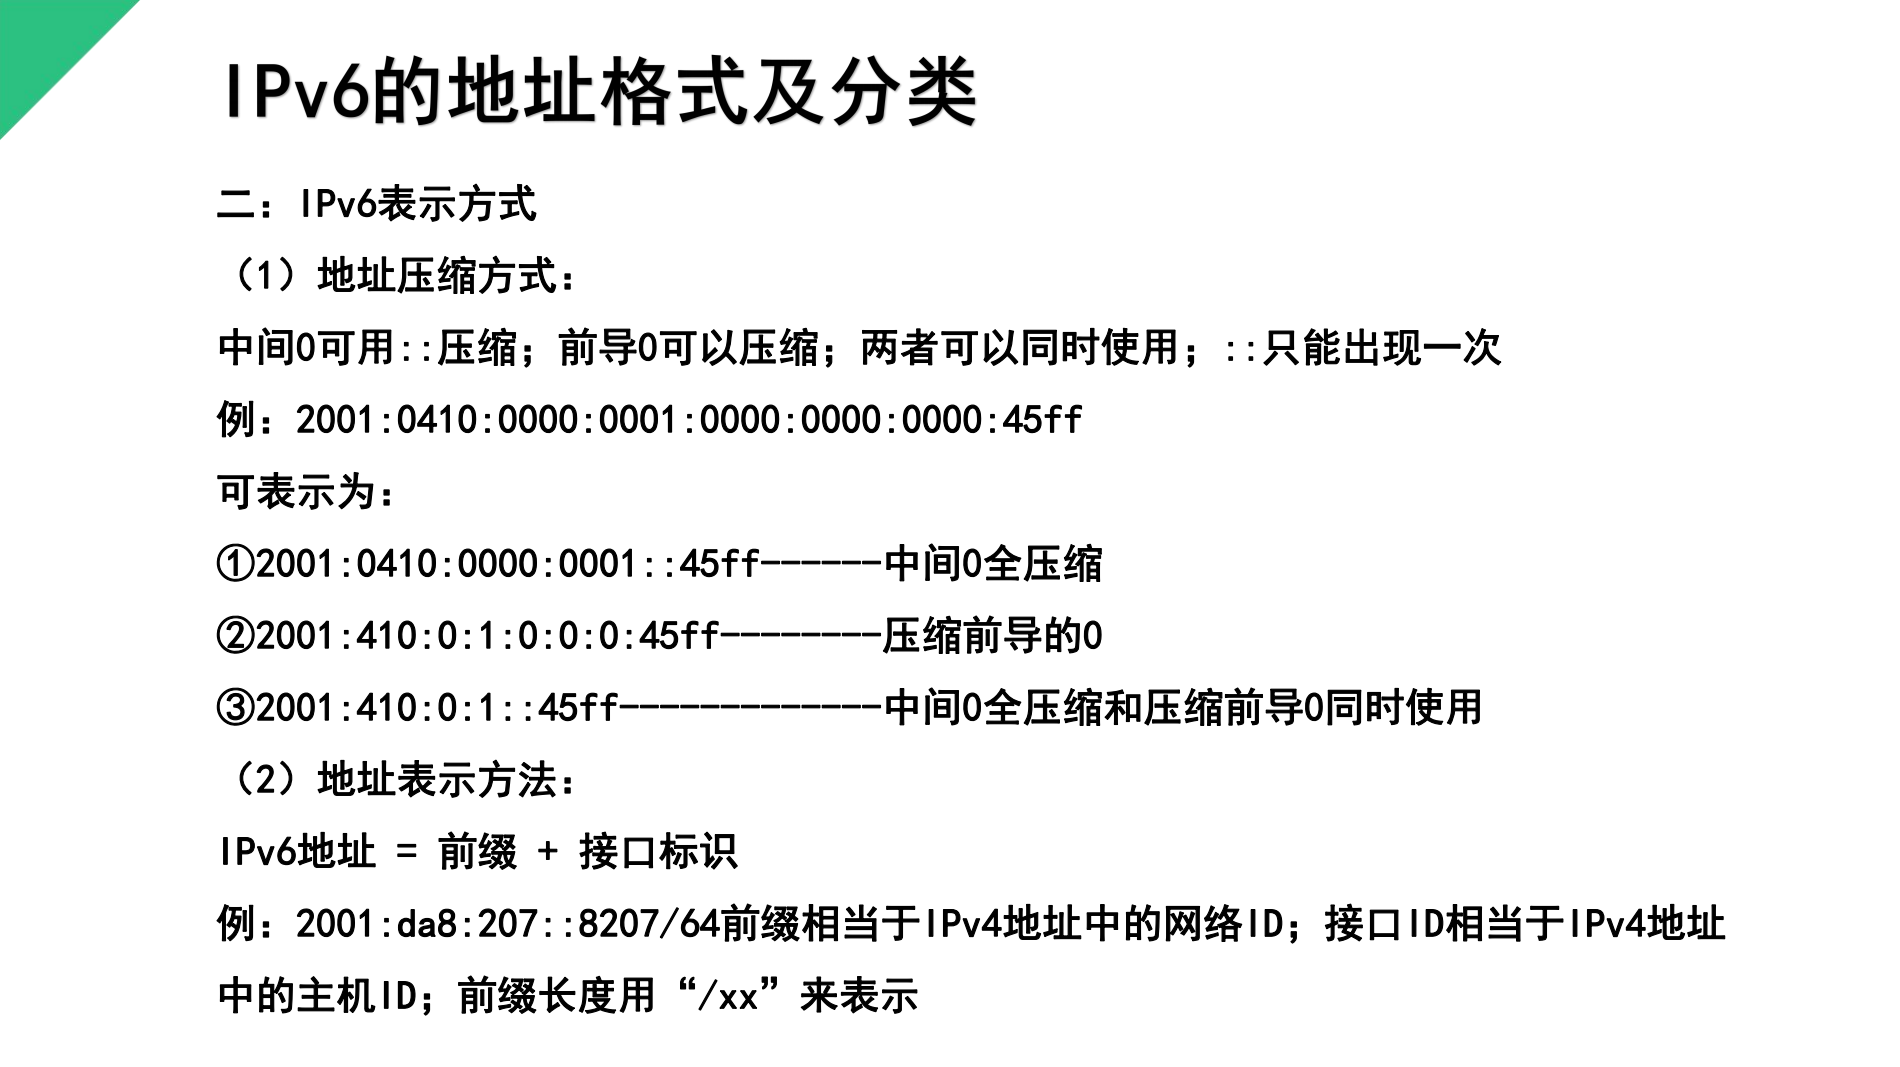 IPv6的地址格式及分类
二：IPv6表示方式
（1）地址压缩方式：
中间0可用::压缩；前导0可以压缩；两者可以同时使用；::只能出现一次
例：2001:0410:0000:0001:0000:0000:0000:45ff
可表示为：
①2001:0410:0000:0001::45ff------中间0全压缩
②2001:410:0:1:0:0:0:45ff--------压缩前导的0
③2001:410:0:1::45ff-------------中间0全压缩和压缩前导0同时使用
（2）地址表示方法：
IPv6地址 = 前缀 + 接口标识
例：2001:da8:207::8207/64前缀相当于IPv4地址中的网络ID；接口ID相当于IPv4地址
中的主机ID；前缀长度用“/xx”来表示